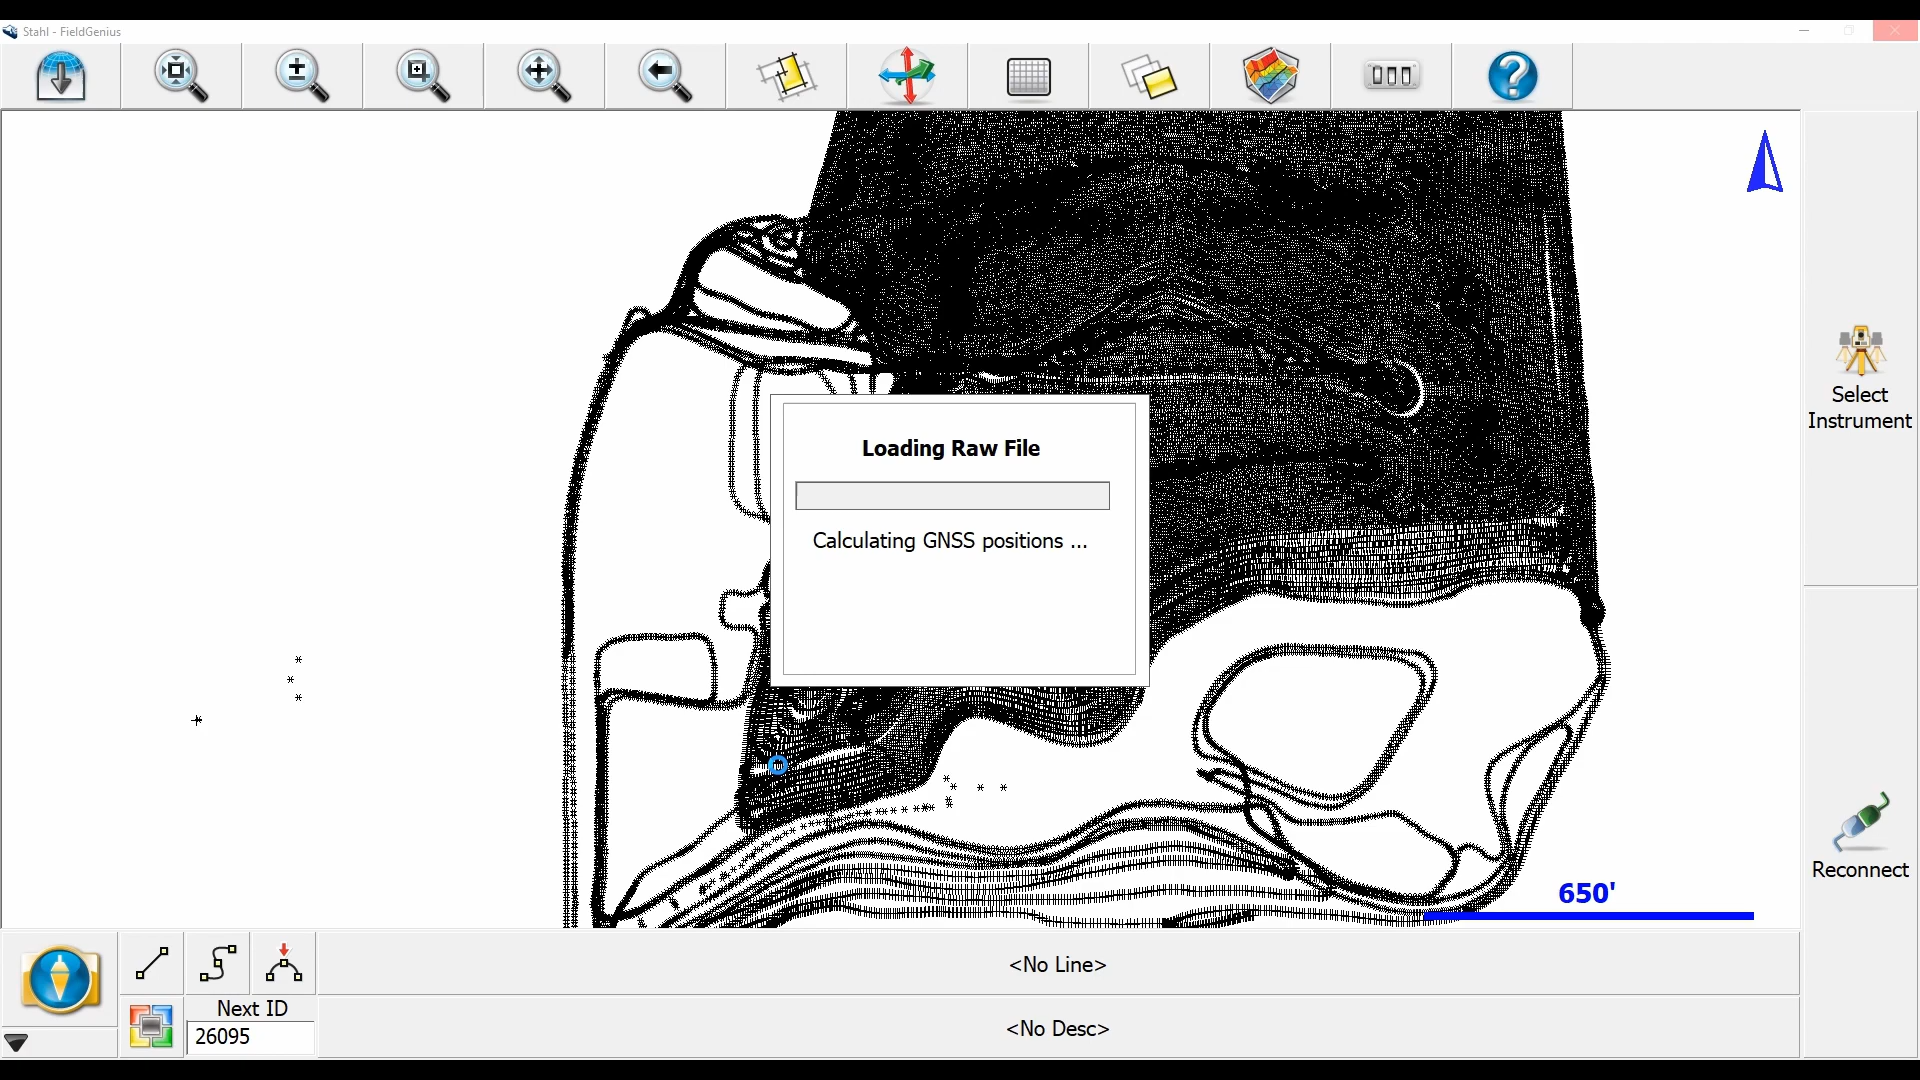 Stahl - FieldGenius
Loading Raw File
Calculating GNSS positions ...
Select
Instrument
Reconnect
650'
<No Line>
Next ID
26095
<No Desc>